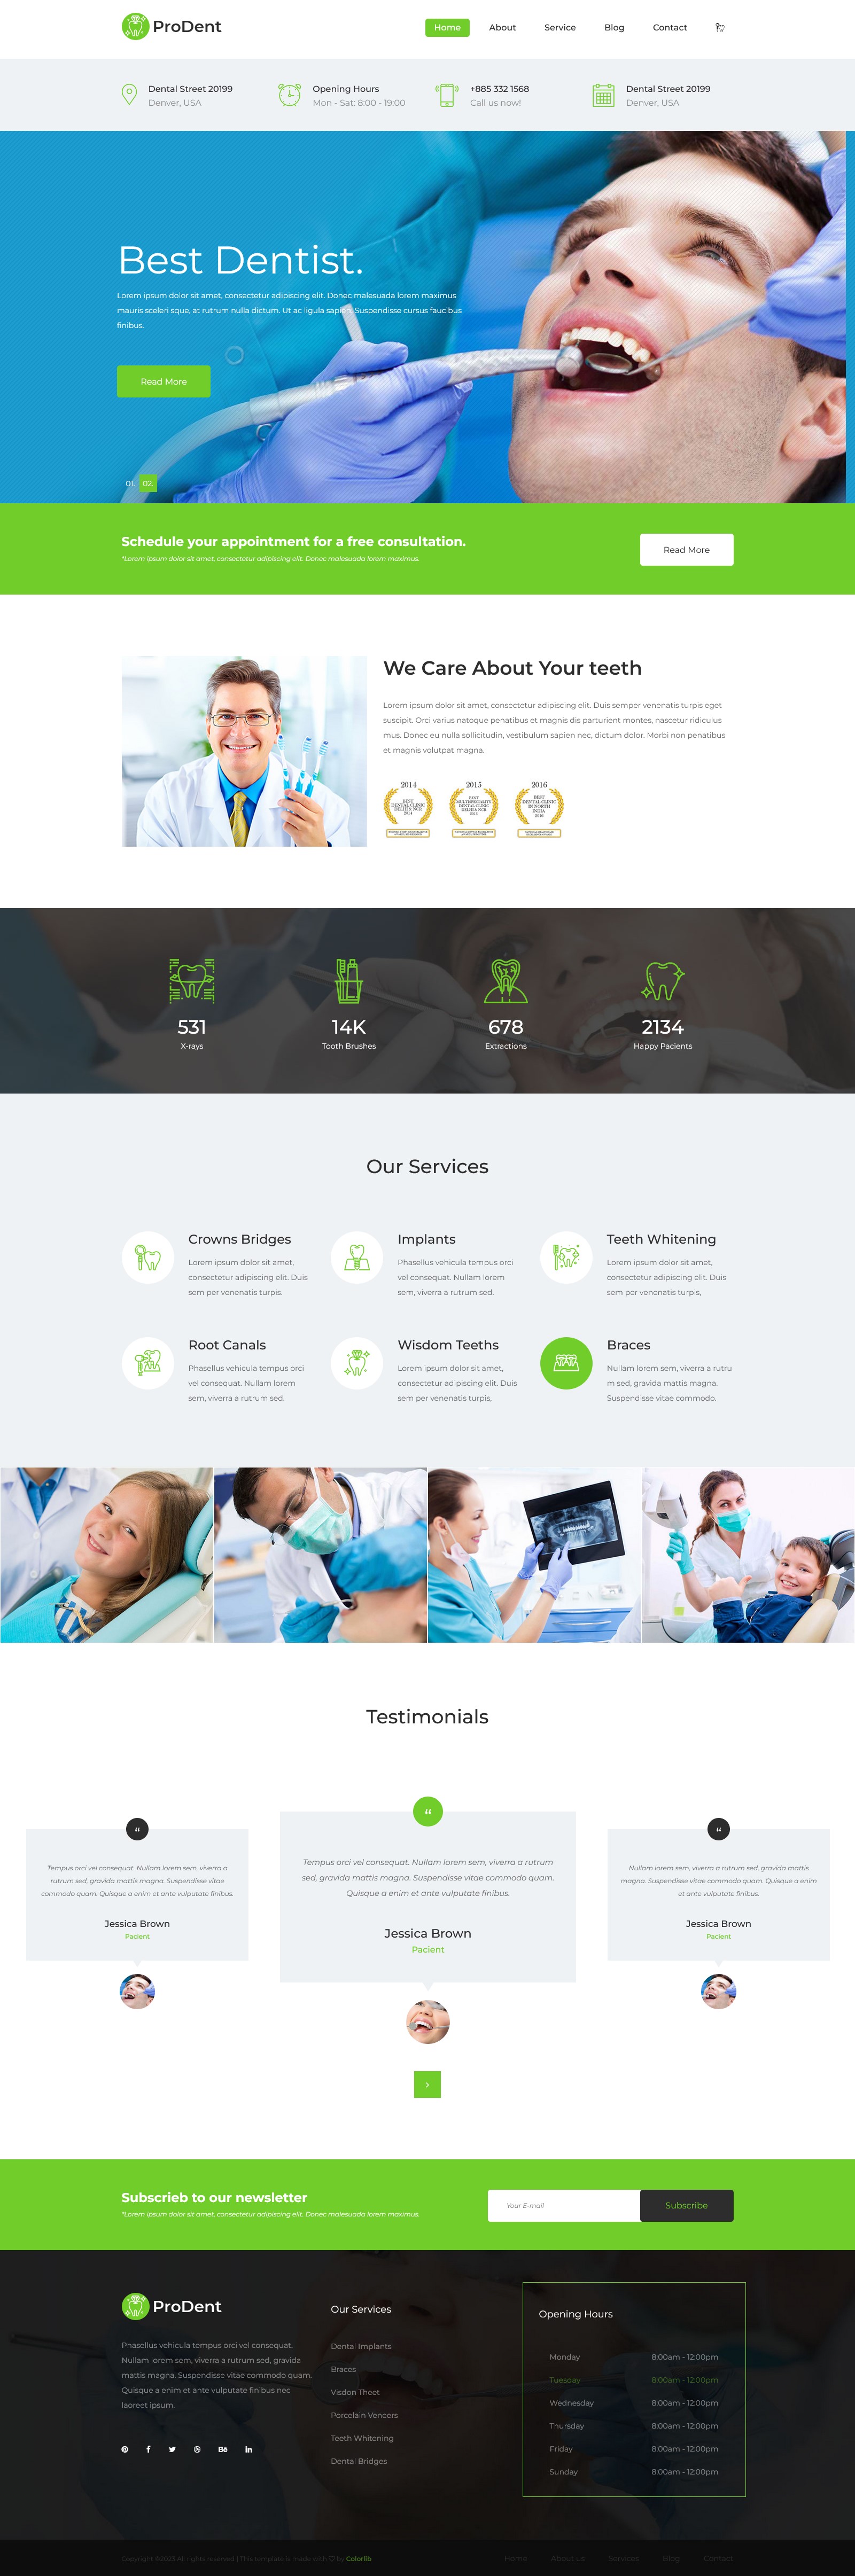 ProDent
Home About Service Blog Contact
Dental Street 20199
Denver, USA
Opening Hours
Mon - Sat: 8:00 - 19:00
+885 332 1568
Call us now!
Dental Street 20199
Denver, USA
Best Dentist.
Lorem ipsum dolor sit amet, consectetur adipiscing elit. Donec malesuada lorem maximus
mauris sceleri sque, at rutrum nulla dictum. Ut ac ligula sapien. Suspendisse cursus faucibus
finibus.
Read More
01. 02.
Schedule your appointment for a free consultation.
*Lorem ipsum dolor sit amet, consectetur adipiscing elit. Donec malesuada lorem maximus.
Read More
We Care About Your teeth
Lorem ipsum dolor sit amet, consectetur adipiscing elit. Duis semper venenatis turpis eget
suscipit. Orci varius natoque penatibus et magnis dis parturient montes, nascetur ridiculus
mus. Donec eu nulla sollicitudin, vestibulum sapien nec, dictum dolor. Morbi non penatibus
et magnis volutpat magna.
2014
BEST
DENTAL CLINIC
DELHI & NCR
2014
2015
BEST
MULTISPECIALITY
DENTAL CLINIC
DELHI & NCR
2015
2016
BEST
DENTAL CLINIC
IN NORTH
INDIA
2016
531
X-rays
14K
Tooth Brushes
678
Extractions
2134
Happy Pacients
Our Services
Crowns Bridges
Lorem ipsum dolor sit amet,
consectetur adipiscing elit. Duis
sem per venenatis turpis.
Implants
Phasellus vehicula tempus orci
vel consequat. Nullam lorem
sem, viverra a rutrum sed.
Teeth Whitening
Lorem ipsum dolor sit amet,
consectetur adipiscing elit. Duis
sem per venenatis turpis,
Root Canals
Phasellus vehicula tempus orci
vel consequat. Nullam lorem
sem, viverra a rutrum sed.
Wisdom Teeths
Lorem ipsum dolor sit amet,
consectetur adipiscing elit. Duis
sem per venenatis turpis,
Braces
Nullam lorem sem, viverra a rutru
m sed, gravida mattis magna.
Suspendisse vitae commodo.
Testimonials
“
Tempus orci vel consequat. Nullam lorem sem, viverra a
rutrum sed, gravida mattis magna. Suspendisse vitae
commodo quam. Quisque a enim et ante vulputate finibus.
Jessica Brown
Pacient
“
Tempus orci vel consequat. Nullam lorem sem, viverra a rutrum
sed, gravida mattis magna. Suspendisse vitae commodo quam.
Quisque a enim et ante vulputate finibus.
Jessica Brown
Pacient
“
Nullam lorem sem, viverra a rutrum sed, gravida mattis
magna. Suspendisse vitae commodo quam. Quisque a enim
et ante vulputate finibus.
Jessica Brown
Pacient
Subscrieb to our newsletter
*Lorem ipsum dolor sit amet, consectetur adipiscing elit. Donec malesuada lorem maximus.
Your E-mail
Subscribe
ProDent
Phasellus vehicula tempus orci vel consequat.
Nullam lorem sem, viverra a rutrum sed, gravida
mattis magna. Suspendisse vitae commodo quam.
Quisque a enim et ante vulputate finibus nec
laoreet ipsum.
Our Services
Dental Implants
Braces
Visdon Theet
Porcelain Veneers
Teeth Whitening
Dental Bridges
Opening Hours
Monday 8:00am - 12:00pm
Tuesday 8:00am - 12:00pm
Wednesday 8:00am - 12:00pm
Thursday 8:00am - 12:00pm
Friday 8:00am - 12:00pm
Sunday 8:00am - 12:00pm
Copyright ©2023 All rights reserved | This template is made with ♡ by Colorlib
Home About us Services Blog Contact